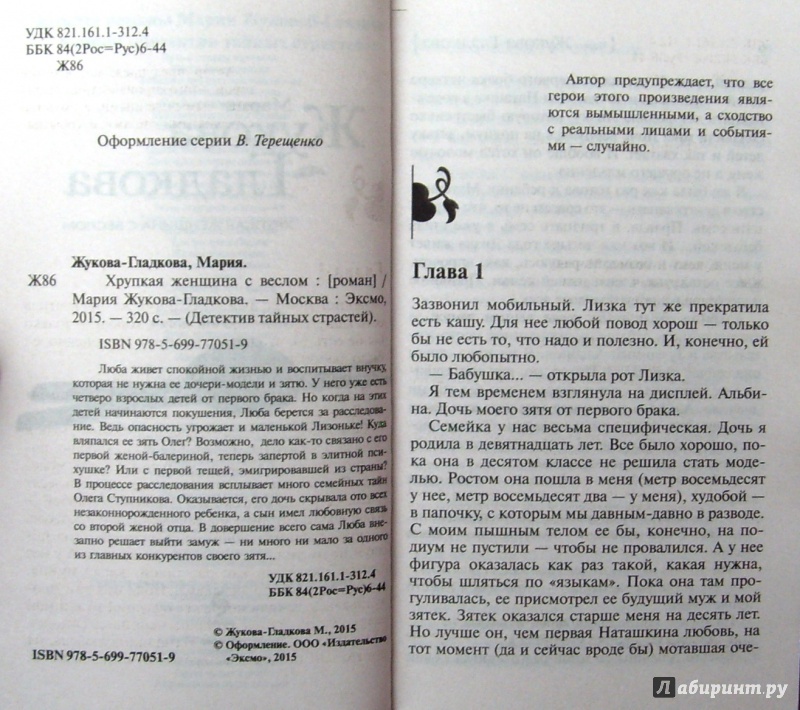 УДК 821.161.1-312.4
ББК 84(2Рос=Рус)6-44
Ж86
Оформление серии В. Терещенко
Жукова-Гладкова, Мария.
Ж86 Хрупкая женщина с веслом : [роман] /
Мария Жукова-Гладкова. — Москва : Эксмо,
2015. — 320 с. — (Детектив тайных страстей).
ISBN 978-5-699-77051-9
Люба живет спокойной жизнью и воспитывает внучку,
которая не нужна ее дочери-модели и зятю. У него уже есть
четверо взрослых детей от первого брака. Но когда на этих
детей начинаются покушения, Люба берется за расследова-
ние. Ведь опасность угрожает и маленькой Лизоньке! Куда
вляпался ее зять Олег? Возможно, дело как-то связано с его
первой женой-балериной, теперь запертой в элитной пси-
хушке? Или с первой тещей, эмигрировавшей из страны?
В процессе расследования всплывает много семейных тайн
Олега Ступникова. Оказывается, его дочь скрывала ото всех
незаконнорожденного ребенка, а сын имел любовную связь
со второй женой отца. В довершение всего сама Люба вне-
запно решает выйти замуж — ни много ни мало за одного
из главных конкурентов своего зятя...
УДК 821.161.1-312.4
ББК 84(2Рос=Рус)6-44
© Жукова-Гладкова М., 2015
© Оформление. ООО «Издательство
«Эксмо», 2015
ISBN 978-5-699-77051-9
Автор предупреждает, что все
герои этого произведения явля-
ются вымышленными, а сходство
с реальными лицами и события-
ми — случайно.
Глава 1
Зазвонил мобильный. Лизка тут же прекратила
есть кашу. Для нее любой повод хорош — только
бы не есть то, что надо и полезно. И, конечно, ей
было любопытно.
— Бабушка... — открыла рот Лизка.
Я тем временем взглянула на дисплей. Альби-
на. Дочь моего зятя от первого брака.
Семейка у нас весьма специфическая. Дочь я
родила в девятнадцать лет. Все было хорошо, по-
ка она в десятом классе не решила стать моде-
лью. Ростом она пошла в меня (метр восемьдесят
у нее, метр восемьдесят два — у меня), худобой —
в папочку, с которым мы давным-давно в разводе.
С моим пышным телом ее бы, конечно, на по-
диум не пустили — чтобы не провалился. А у нее
фигура оказалась как раз такой, какая нужна,
чтобы шляться по «языкам». Пока она там про-
гуливалась, ее присмотрел ее будущий муж и мой
зятек. Зятек оказался старше меня на десять лет.
Но лучше он, чем первая Наташкина любовь, на
тот момент (да и сейчас вроде бы) мотавшая оче-
Лабиринт.ру